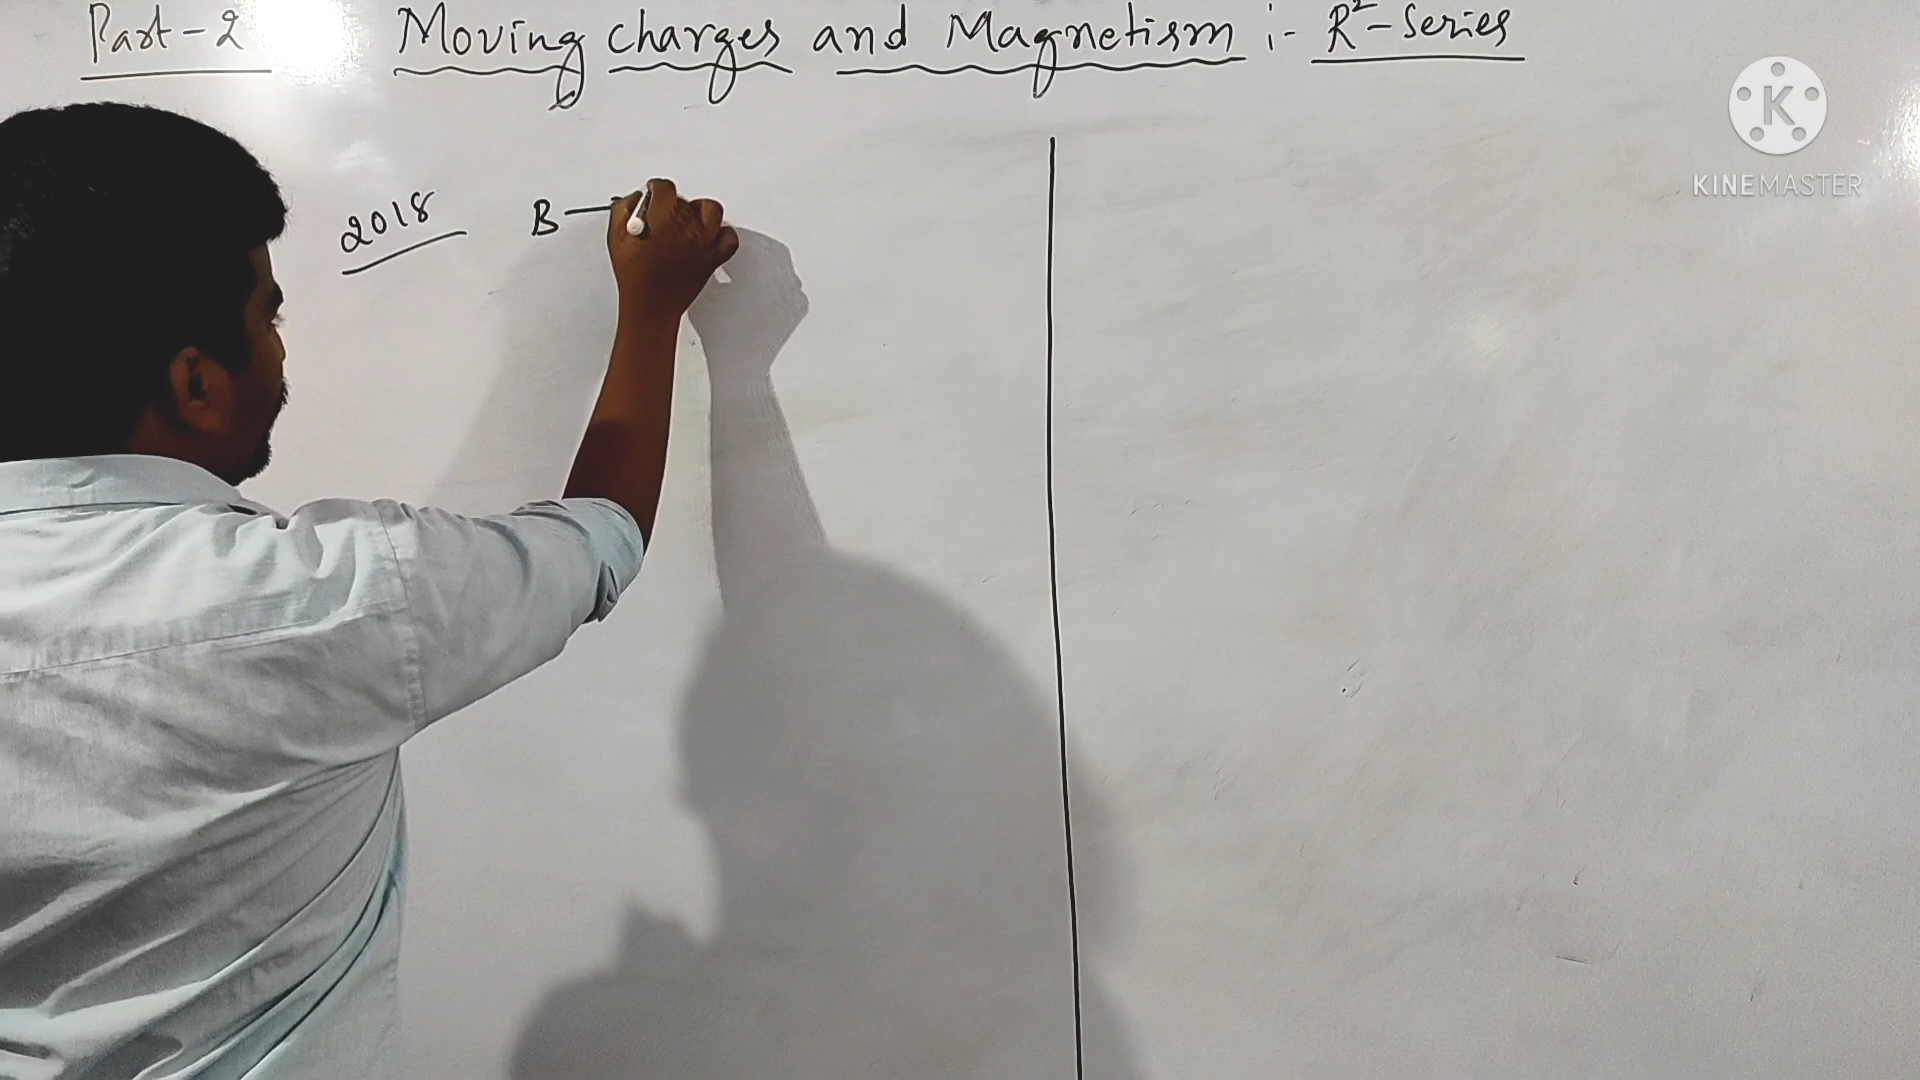 Part-2 Moving charges and Magnetism :- R²-Series
K
KINEMASTER
2018 B —